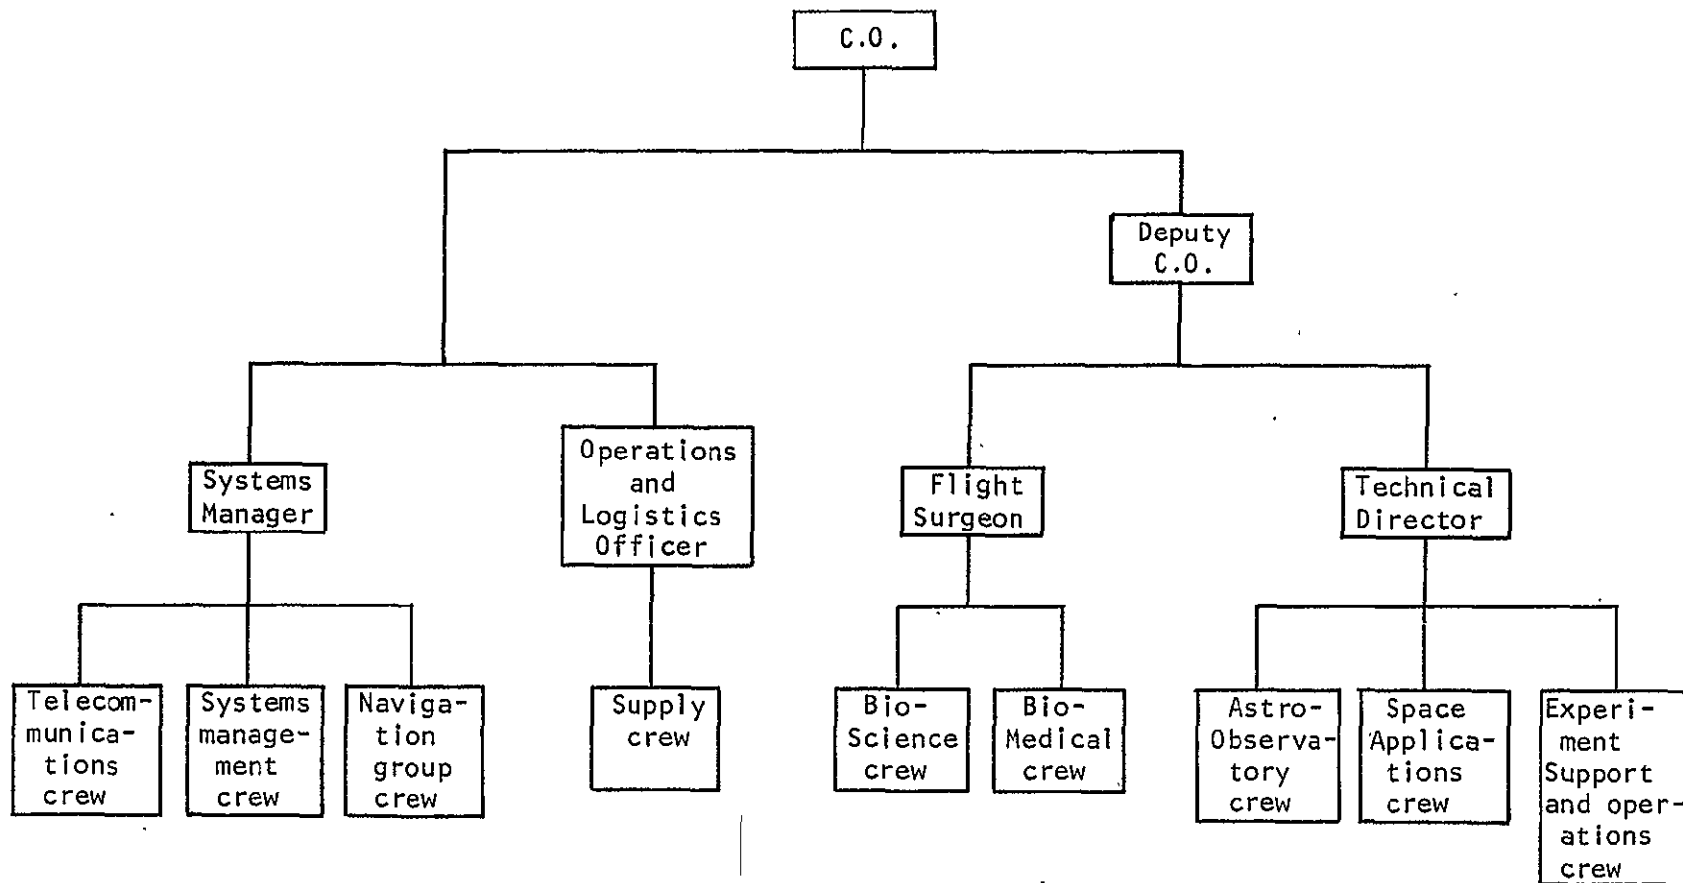 C.O.
Deputy
C.O.
Systems
Manager
Operations
and
Logistics
Officer
Flight
Surgeon
Technical
Director
Telecom-
munica-
tions
crew
Systems
manage-
ment
crew
Naviga-
tion
group
crew
Supply
crew
Bio-
Science
crew
Bio-
Medical
crew
Astro-
Observa-
tory
crew
Space
Applica-
tions
crew
Experi-
ment
Support
and oper-
ations
crew